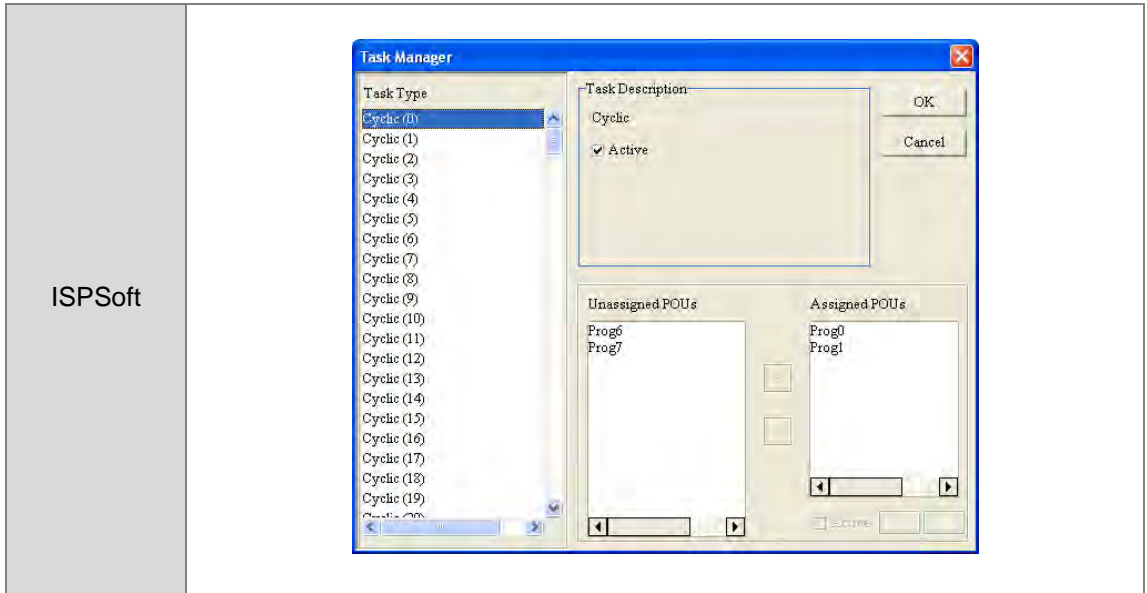 ISPSoft
Task Manager
Task Type
Cyclic (0)
Cyclic (1)
Cyclic (2)
Cyclic (3)
Cyclic (4)
Cyclic (5)
Cyclic (6)
Cyclic (7)
Cyclic (8)
Cyclic (9)
Cyclic (10)
Cyclic (11)
Cyclic (12)
Cyclic (13)
Cyclic (14)
Cyclic (15)
Cyclic (16)
Cyclic (17)
Cyclic (18)
Cyclic (19)
Task Description
Cyclic
Active
OK
Cancel
Unassigned POUs
Prog6
Prog7
Assigned POUs
Prog0
Prog1